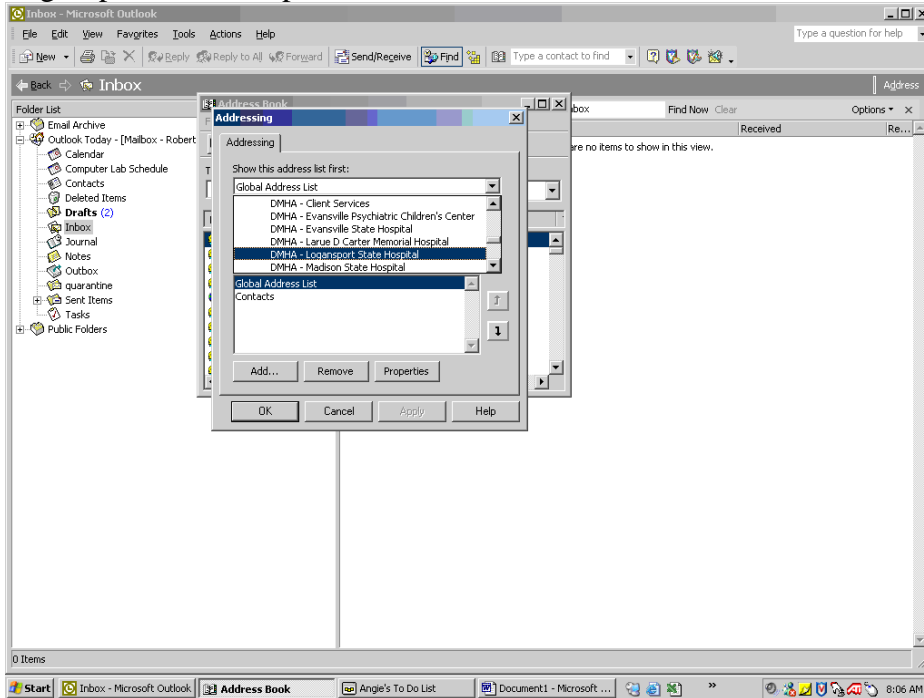 Inbox - Microsoft Outlook
File Edit View Favorites Tools Actions Help
Type a question for help
New Reply Reply to All Forward Send/Receive Find Type a contact to find
Back Inbox
Address
Folder List
Email Archive
Outlook Today - [Mailbox - Robert
Calendar
Computer Lab Schedule
Contacts
Deleted Items
Drafts (2)
Inbox
Journal
Notes
Outbox
quarantine
Sent Items
Tasks
Public Folders
Address Book
Addressing
Addressing
Show this address list first:
Global Address List
DMHA - Client Services
DMHA - Evansville Psychiatric Children's Center
DMHA - Evansville State Hospital
DMHA - Larue D Carter Memorial Hospital
DMHA - Logansport State Hospital
DMHA - Madison State Hospital
Global Address List
Contacts
Add... Remove Properties
OK Cancel Apply Help
box Find Now Clear Options
Received Re...
are no items to show in this view.
0 Items
Start Inbox - Microsoft Outlook Address Book Angie's To Do List Document1 - Microsoft ... » 8:06 AM